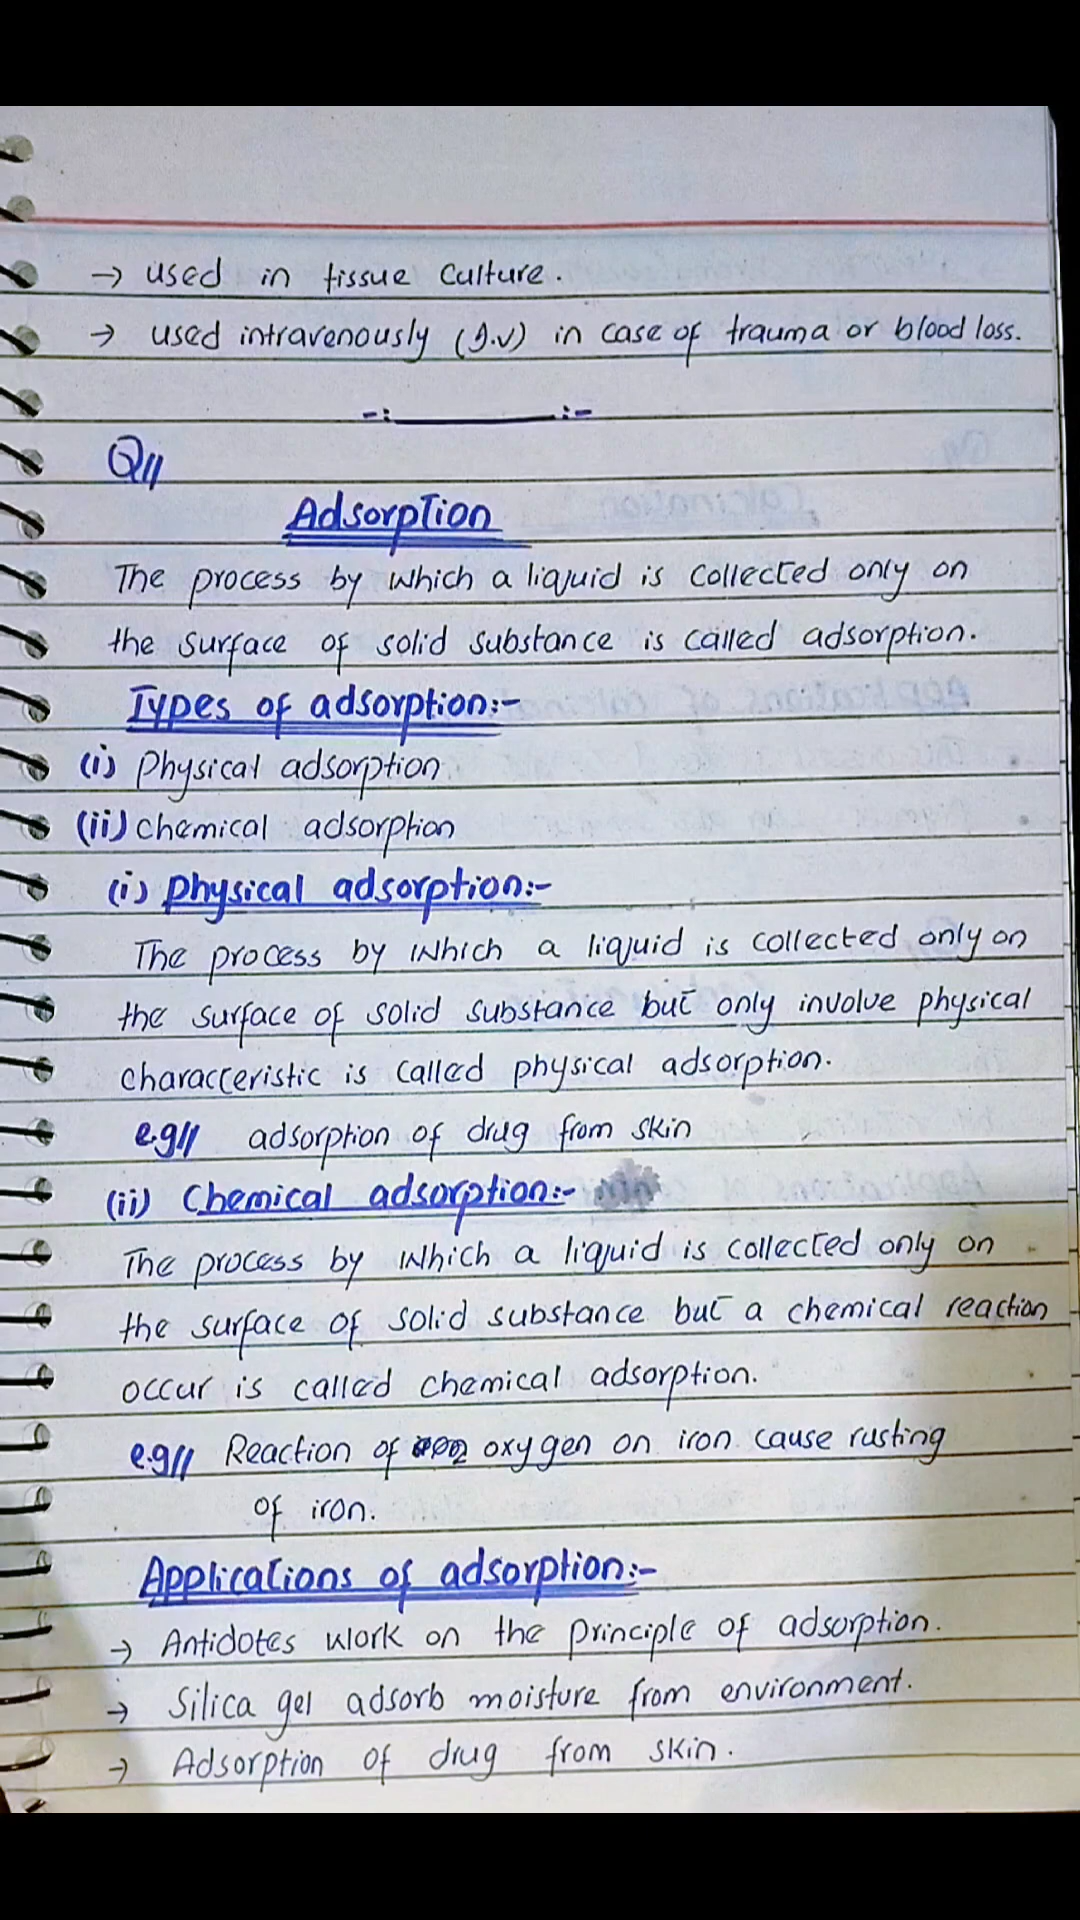 → used in tissue culture.
→ used intravenously (I.V) in case of trauma or blood loss.
-: :-
Q//
Adsorption
The process by which a liquid is collected only on
the surface of solid substance is called adsorption.
Types of adsorption:-
(i) Physical adsorption
(ii) chemical adsorption
(i) Physical adsorption:-
The process by which a liquid is collected only on
the surface of solid substance but only involve physical
characteristic is called physical adsorption.
e.g// adsorption of drug from skin
(ii) Chemical adsorption:-
The process by which a liquid is collected only on
the surface of solid substance but a chemical reaction
occur is called chemical adsorption.
e.g// Reaction of oxygen on iron cause rusting
of iron.
Applications of adsorption:-
→ Antidotes work on the principle of adsorption.
→ Silica gel adsorb moisture from environment.
→ Adsorption of drug from skin.